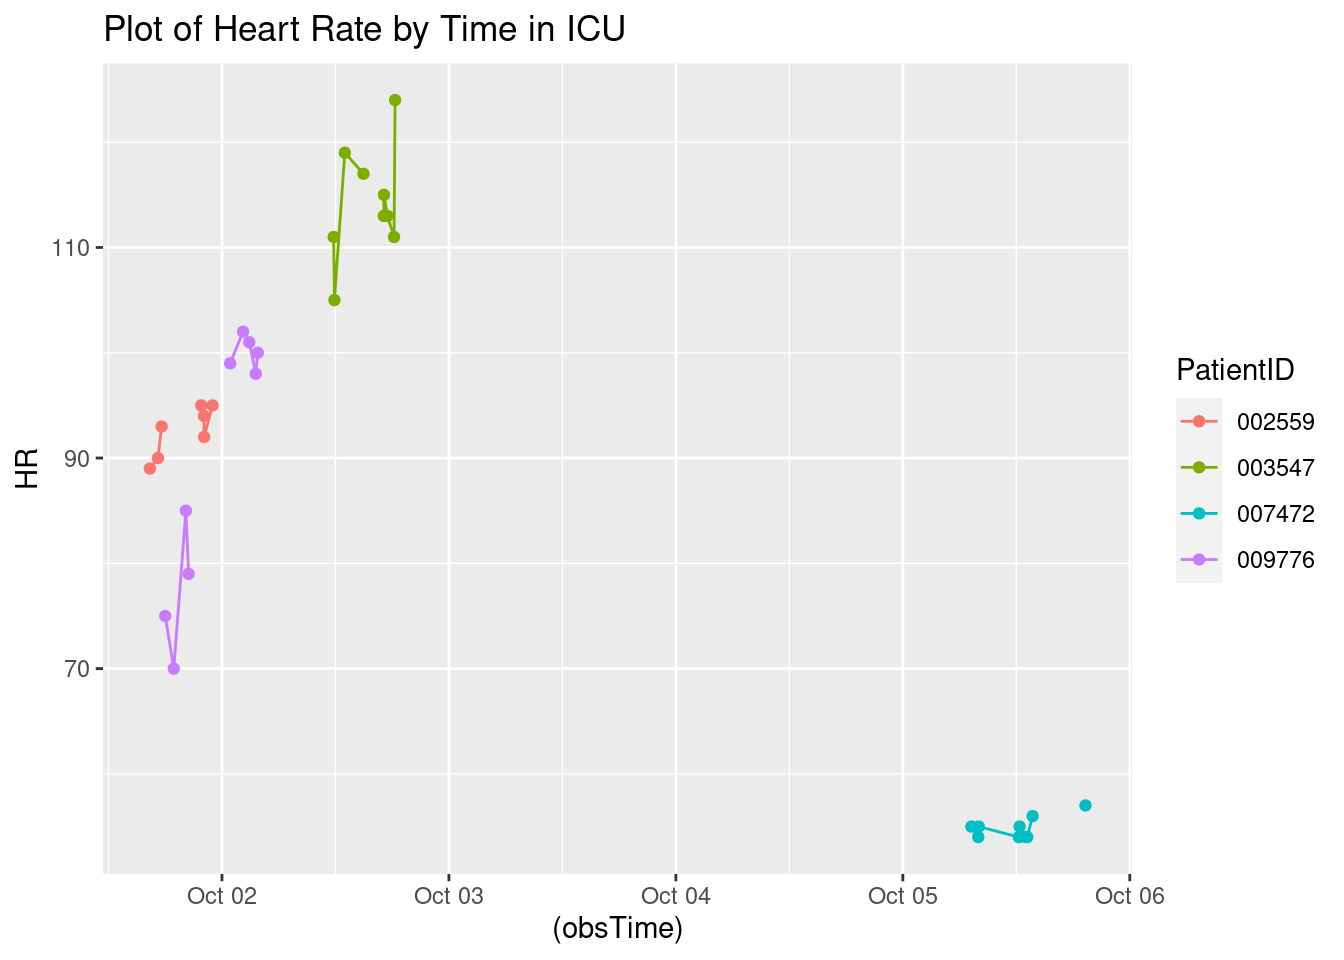 Plot of Heart Rate by Time in ICU
HR
110
90
70
Oct 02
Oct 03
Oct 04
Oct 05
Oct 06
(obsTime)
PatientID
002559
003547
007472
009776